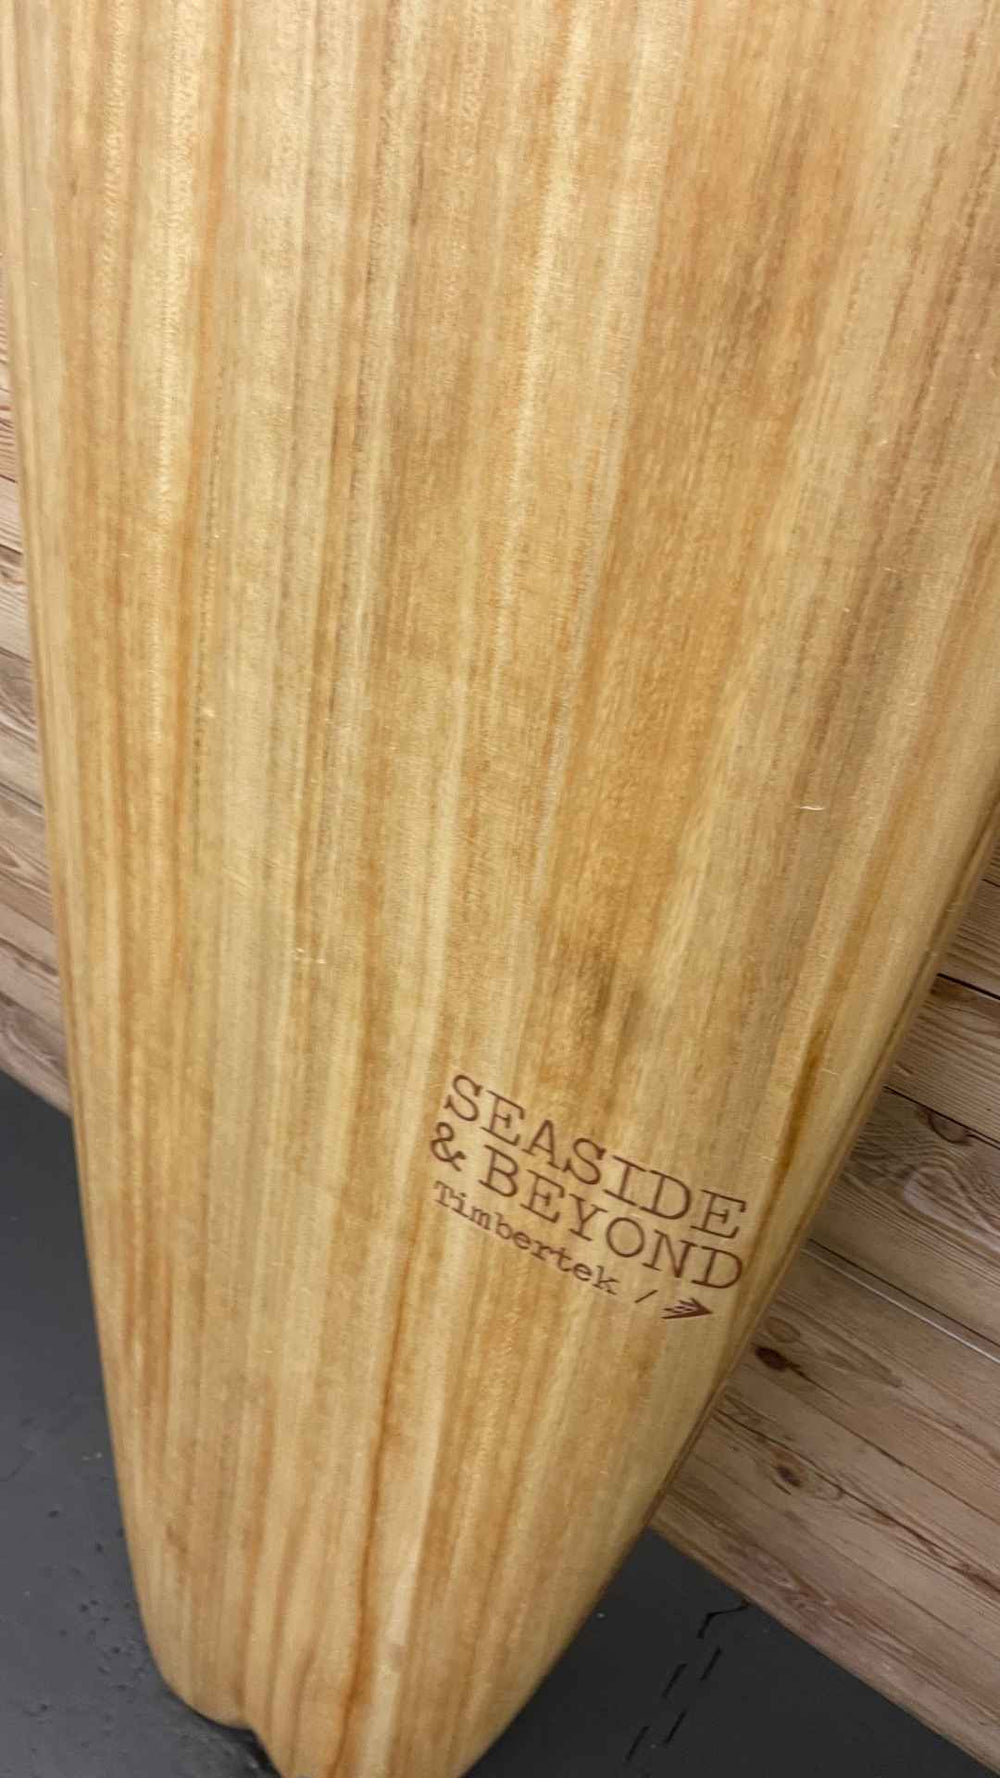 SEASIDE
& BEYOND
Timbertek /